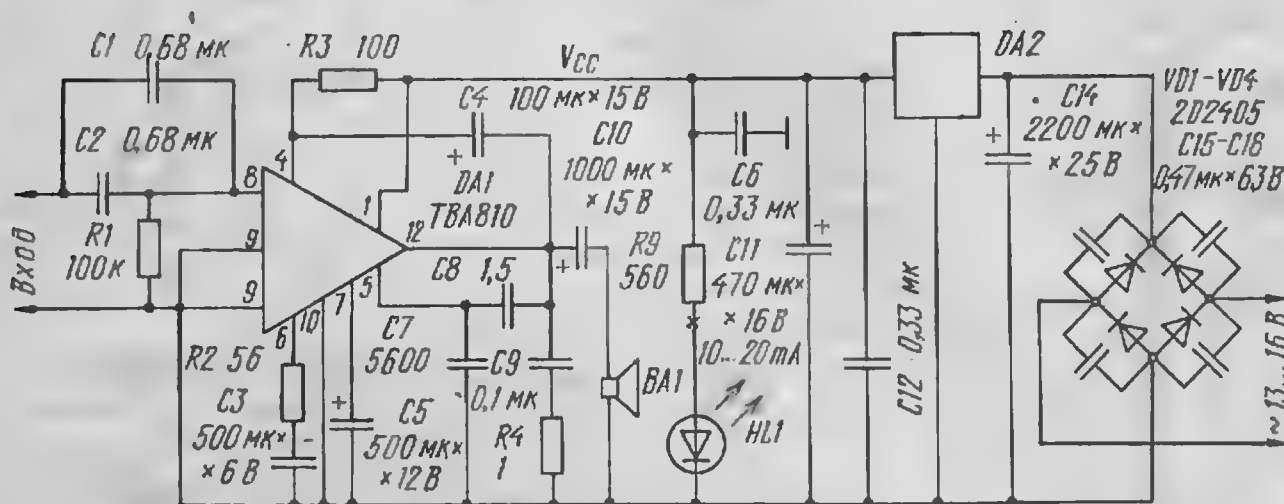 C1 0,68 мк
C2 0,68 мк
Вход
R1
100к
R3 100
4
8
9
9
6
10
7
5
1
12
R2 56
C3
500 мк×
×6 В
C4 100 мк×15 В
DA1
TBA810
C10
1000 мк×
×15 В
C8 1,5
C7
5600
C5
500 мк×
×12 В
C9
0,1 мк
R4
1
BA1
Vcc
C6
0,33 мк
R9
560
C11
470 мк×
×16 В
10...20 mA
HL1
C12 0,33 мк
DA2
C14
2200 мк×
×25 В
VD1-VD4
2D2405
C15-C18
0,47 мк×63 В
~13...16 В